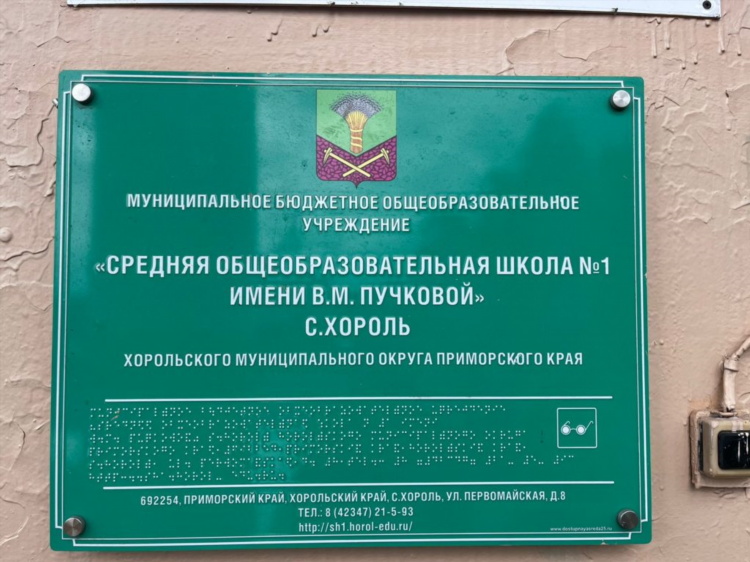 МУНИЦИПАЛЬНОЕ БЮДЖЕТНОЕ ОБЩЕОБРАЗОВАТЕЛЬНОЕ
УЧРЕЖДЕНИЕ
«СРЕДНЯЯ ОБЩЕОБРАЗОВАТЕЛЬНАЯ ШКОЛА №1
ИМЕНИ В.М. ПУЧКОВОЙ»
С.ХОРОЛЬ
ХОРОЛЬСКОГО МУНИЦИПАЛЬНОГО ОКРУГА ПРИМОРСКОГО КРАЯ
692254, ПРИМОРСКИЙ КРАЙ, ХОРОЛЬСКИЙ КРАЙ, С.ХОРОЛЬ, УЛ. ПЕРВОМАЙСКАЯ, Д.8
ТЕЛ.: 8 (42347) 21-5-93
http://sh1.horol-edu.ru/